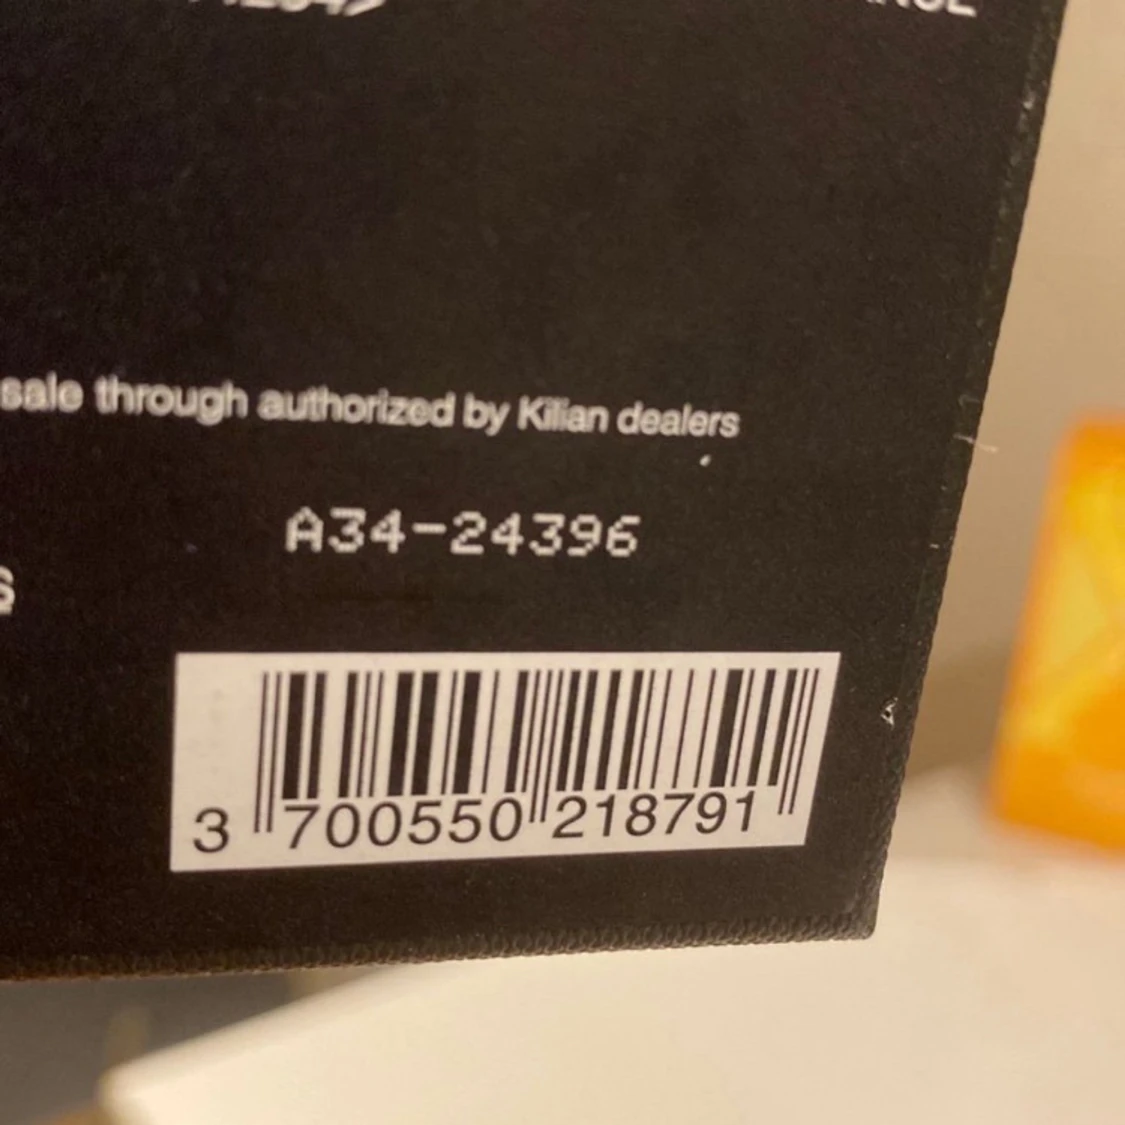 sale through authorized by Kilian dealers
A34-24396
S
3 700550 218791